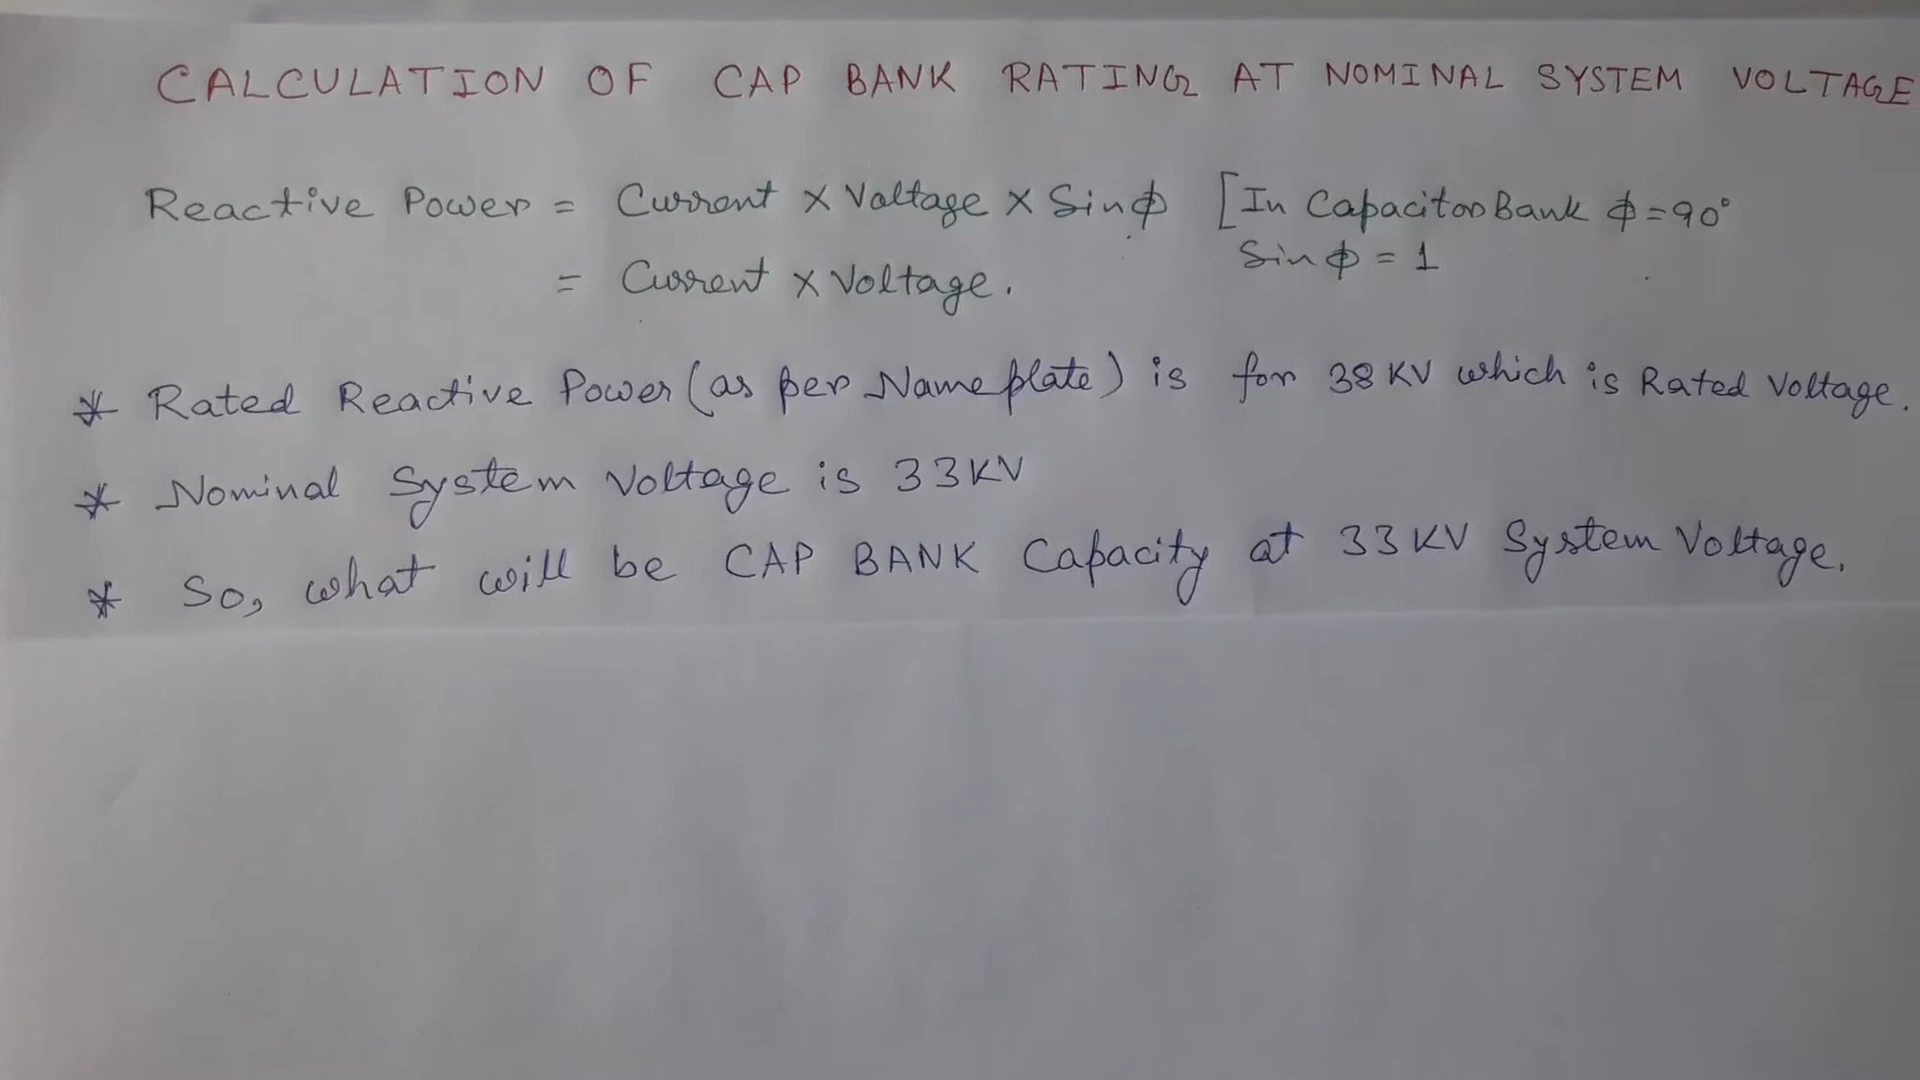 CALCULATION OF CAP BANK RATING AT NOMINAL SYSTEM VOLTAGE
Reactive Power = Current X Voltage X Sinϕ [In Capacitor Bank ϕ=90°
Sinϕ = 1
= Current X Voltage.
* Rated Reactive Power (as per Nameplate) is for 38 KV which is Rated Voltage.
* Nominal System Voltage is 33KV
* So, what will be CAP BANK Capacity at 33KV System Voltage.